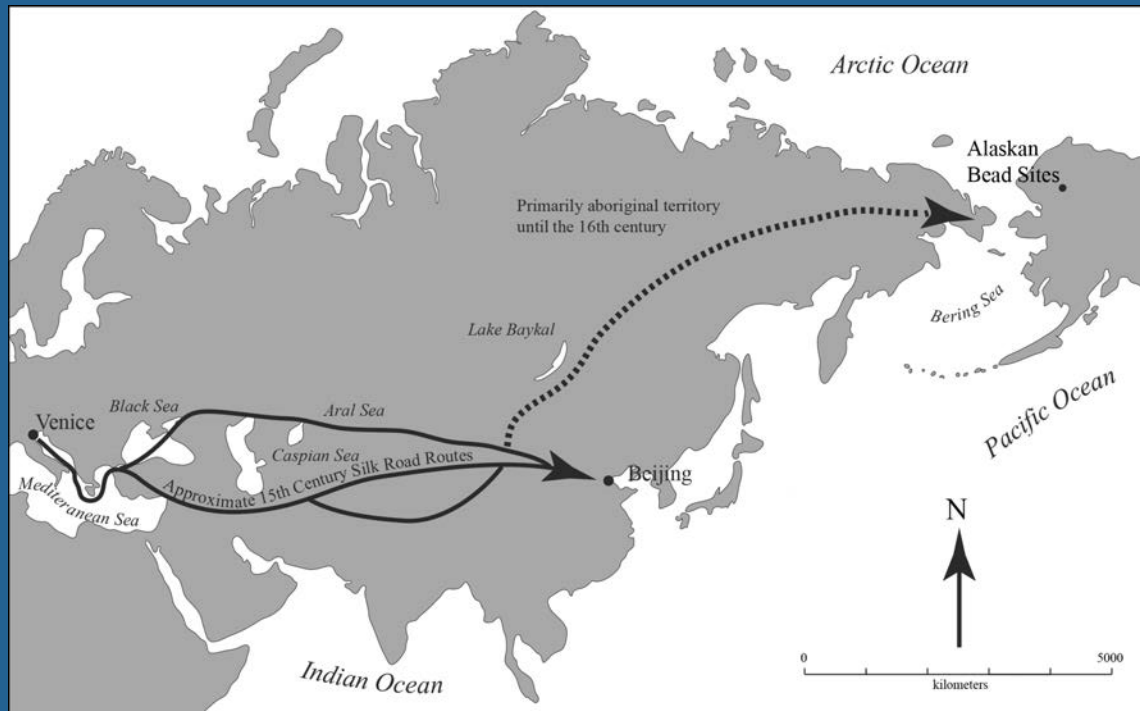 Arctic Ocean
Alaskan
Bead Sites
Primarily aboriginal territory
until the 16th century
Bering Sea
Lake Baykal
Pacific Ocean
Black Sea
Aral Sea
Venice
Caspian Sea
Approximate 15th Century Silk Road Routes
Beijing
Mediteranean Sea
N
Indian Ocean
0 5000
kilometers